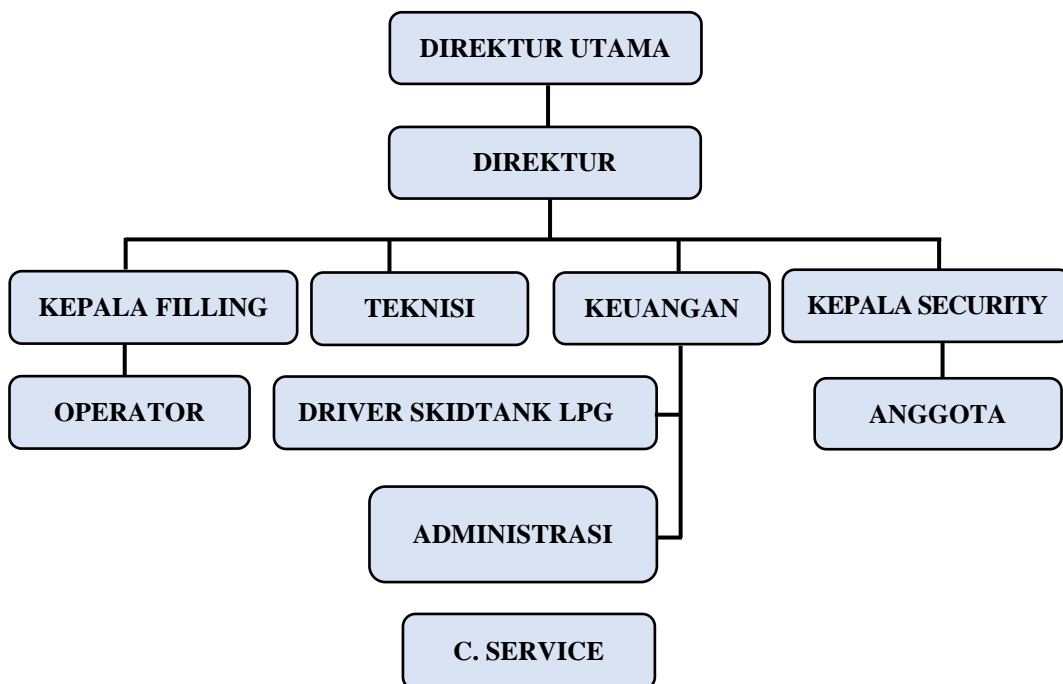 DIREKTUR UTAMA
DIREKTUR
KEPALA FILLING
TEKNISI
KEUANGAN
KEPALA SECURITY
OPERATOR
DRIVER SKIDTANK LPG
ANGGOTA
ADMINISTRASI
C. SERVICE